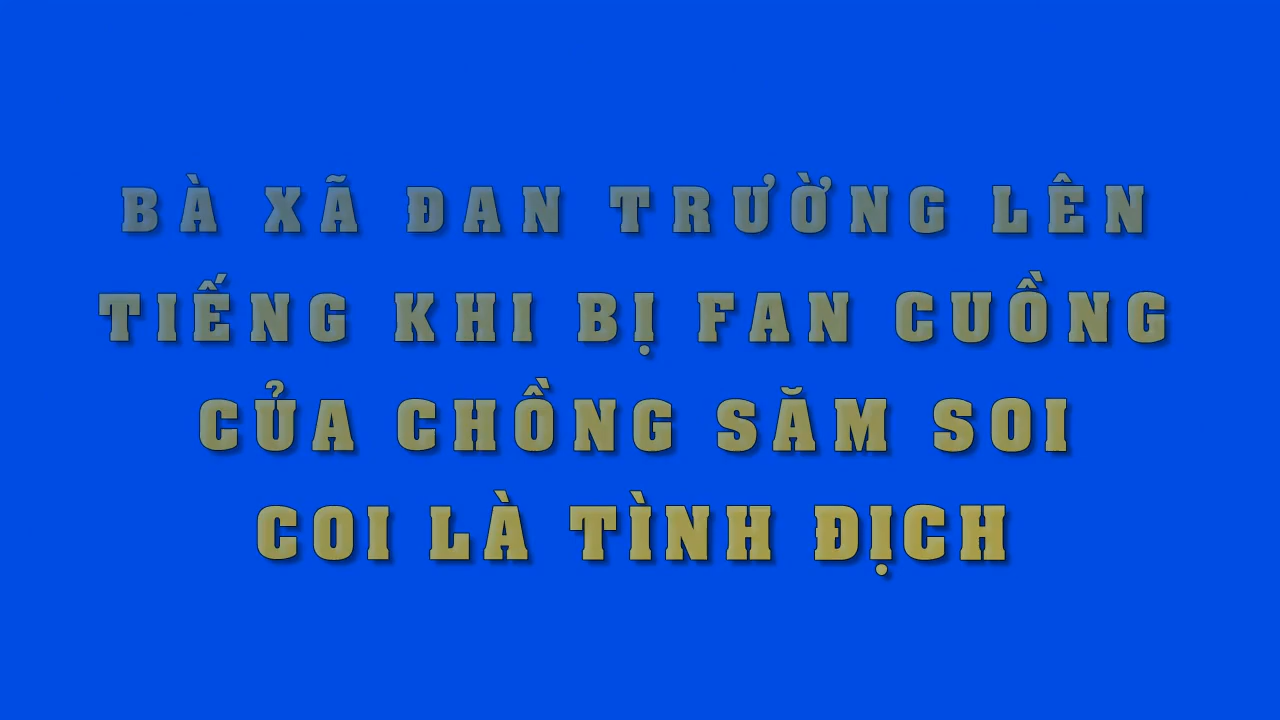 BÀ XÃ ĐAN TRƯỜNG LÊN
TIẾNG KHI BỊ FAN CUỒNG
CỦA CHỒNG SĂM SOI
COI LÀ TÌNH ĐỊCH